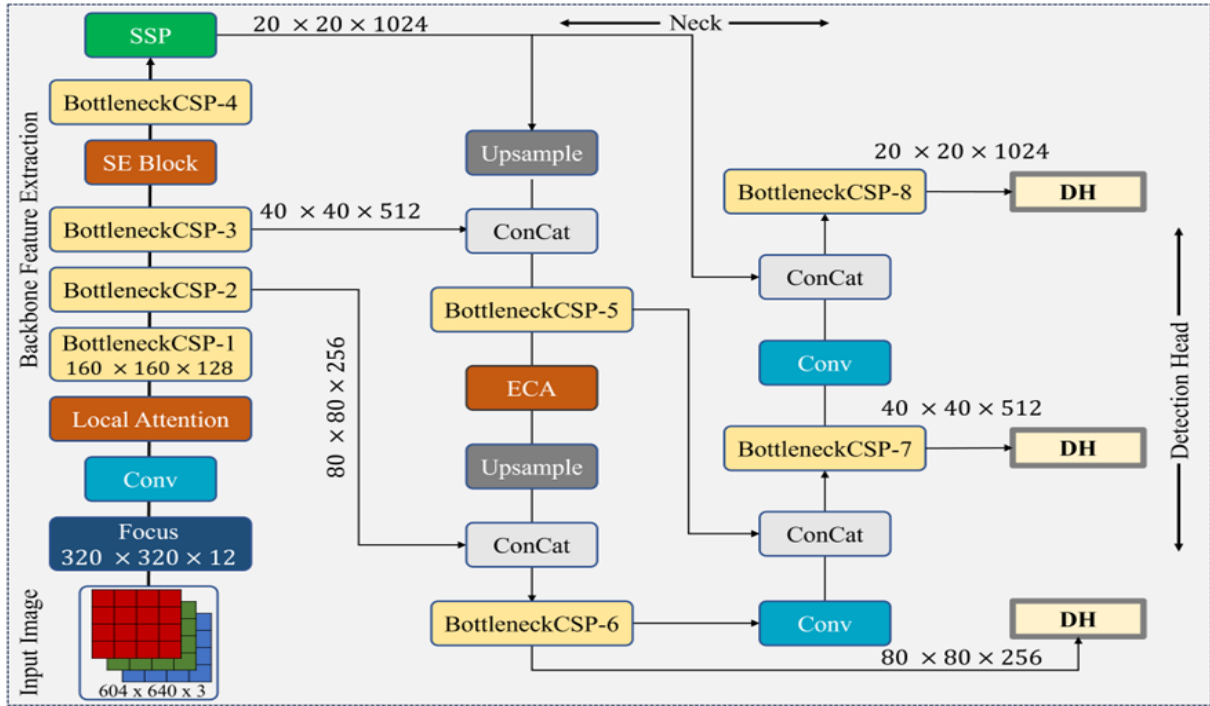 SSP
20 × 20 × 1024
Neck
BottleneckCSP-4
SE Block
BottleneckCSP-3
40 × 40 × 512
BottleneckCSP-2
BottleneckCSP-1
160 × 160 × 128
Local Attention
Conv
Focus
320 × 320 × 12
604 x 640 x 3
Backbone Feature Extraction
Input Image
80 × 80 × 256
Upsample
ConCat
BottleneckCSP-5
ECA
Upsample
ConCat
BottleneckCSP-6
20 × 20 × 1024
BottleneckCSP-8
DH
ConCat
Conv
40 × 40 × 512
BottleneckCSP-7
DH
ConCat
Conv
DH
80 × 80 × 256
Detection Head